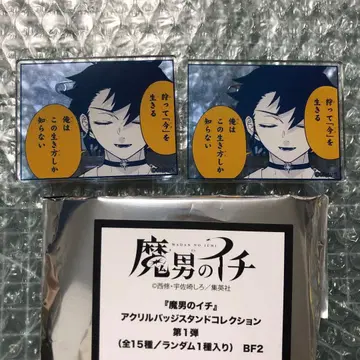 狩って「今」を
生きる
俺は
この生き方しか
知らない
狩って「今」を
生きる
俺は
この生き方しか
知らない
MADAN NO ICHI
魔男のイチ
©西修・宇佐崎しろ／集英社
『魔男のイチ』
アクリルバッジスタンドコレクション
第1弾
（全15種／ランダム1種入り） BF2